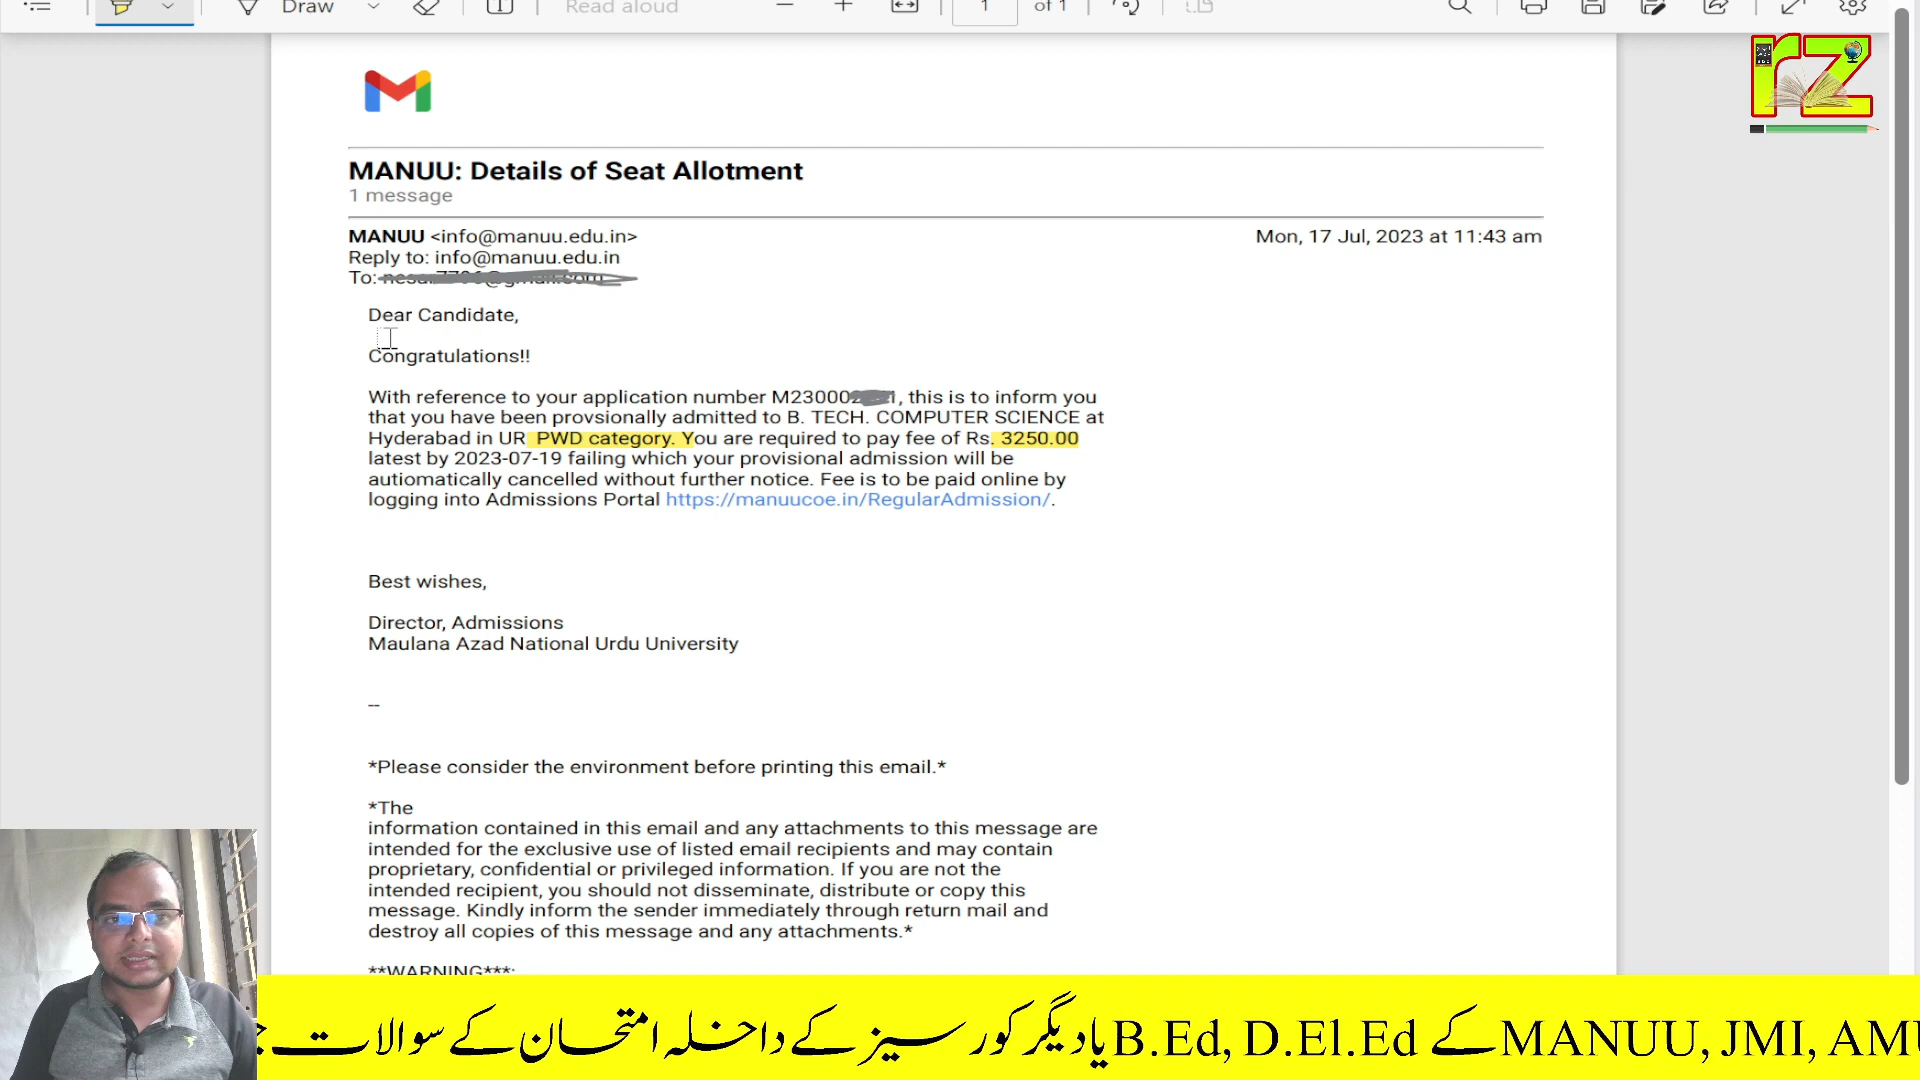 Draw
Read aloud
1
of 1
rz
MANUU: Details of Seat Allotment
1 message
MANUU <info@manuu.edu.in>
Mon, 17 Jul, 2023 at 11:43 am
Reply to: info@manuu.edu.in
To:
Dear Candidate,
Congratulations!!
With reference to your application number M23000 , this is to inform you
that you have been provsionally admitted to B. TECH. COMPUTER SCIENCE at
Hyderabad in UR PWD category. You are required to pay fee of Rs. 3250.00
latest by 2023-07-19 failing which your provisional admission will be
autiomatically cancelled without further notice. Fee is to be paid online by
logging into Admissions Portal https://manuucoe.in/RegularAdmission/.
Best wishes,
Director, Admissions
Maulana Azad National Urdu University
--
*Please consider the environment before printing this email.*
*The
information contained in this email and any attachments to this message are
intended for the exclusive use of listed email recipients and may contain
proprietary, confidential or privileged information. If you are not the
intended recipient, you should not disseminate, distribute or copy this
message. Kindly inform the sender immediately through return mail and
destroy all copies of this message and any attachments.*
**WARNING***:
MANUU, JMI, AMU کے B.Ed, D.El.Ed یا دیگر کورسیز کے داخلہ امتحان کے سوالات